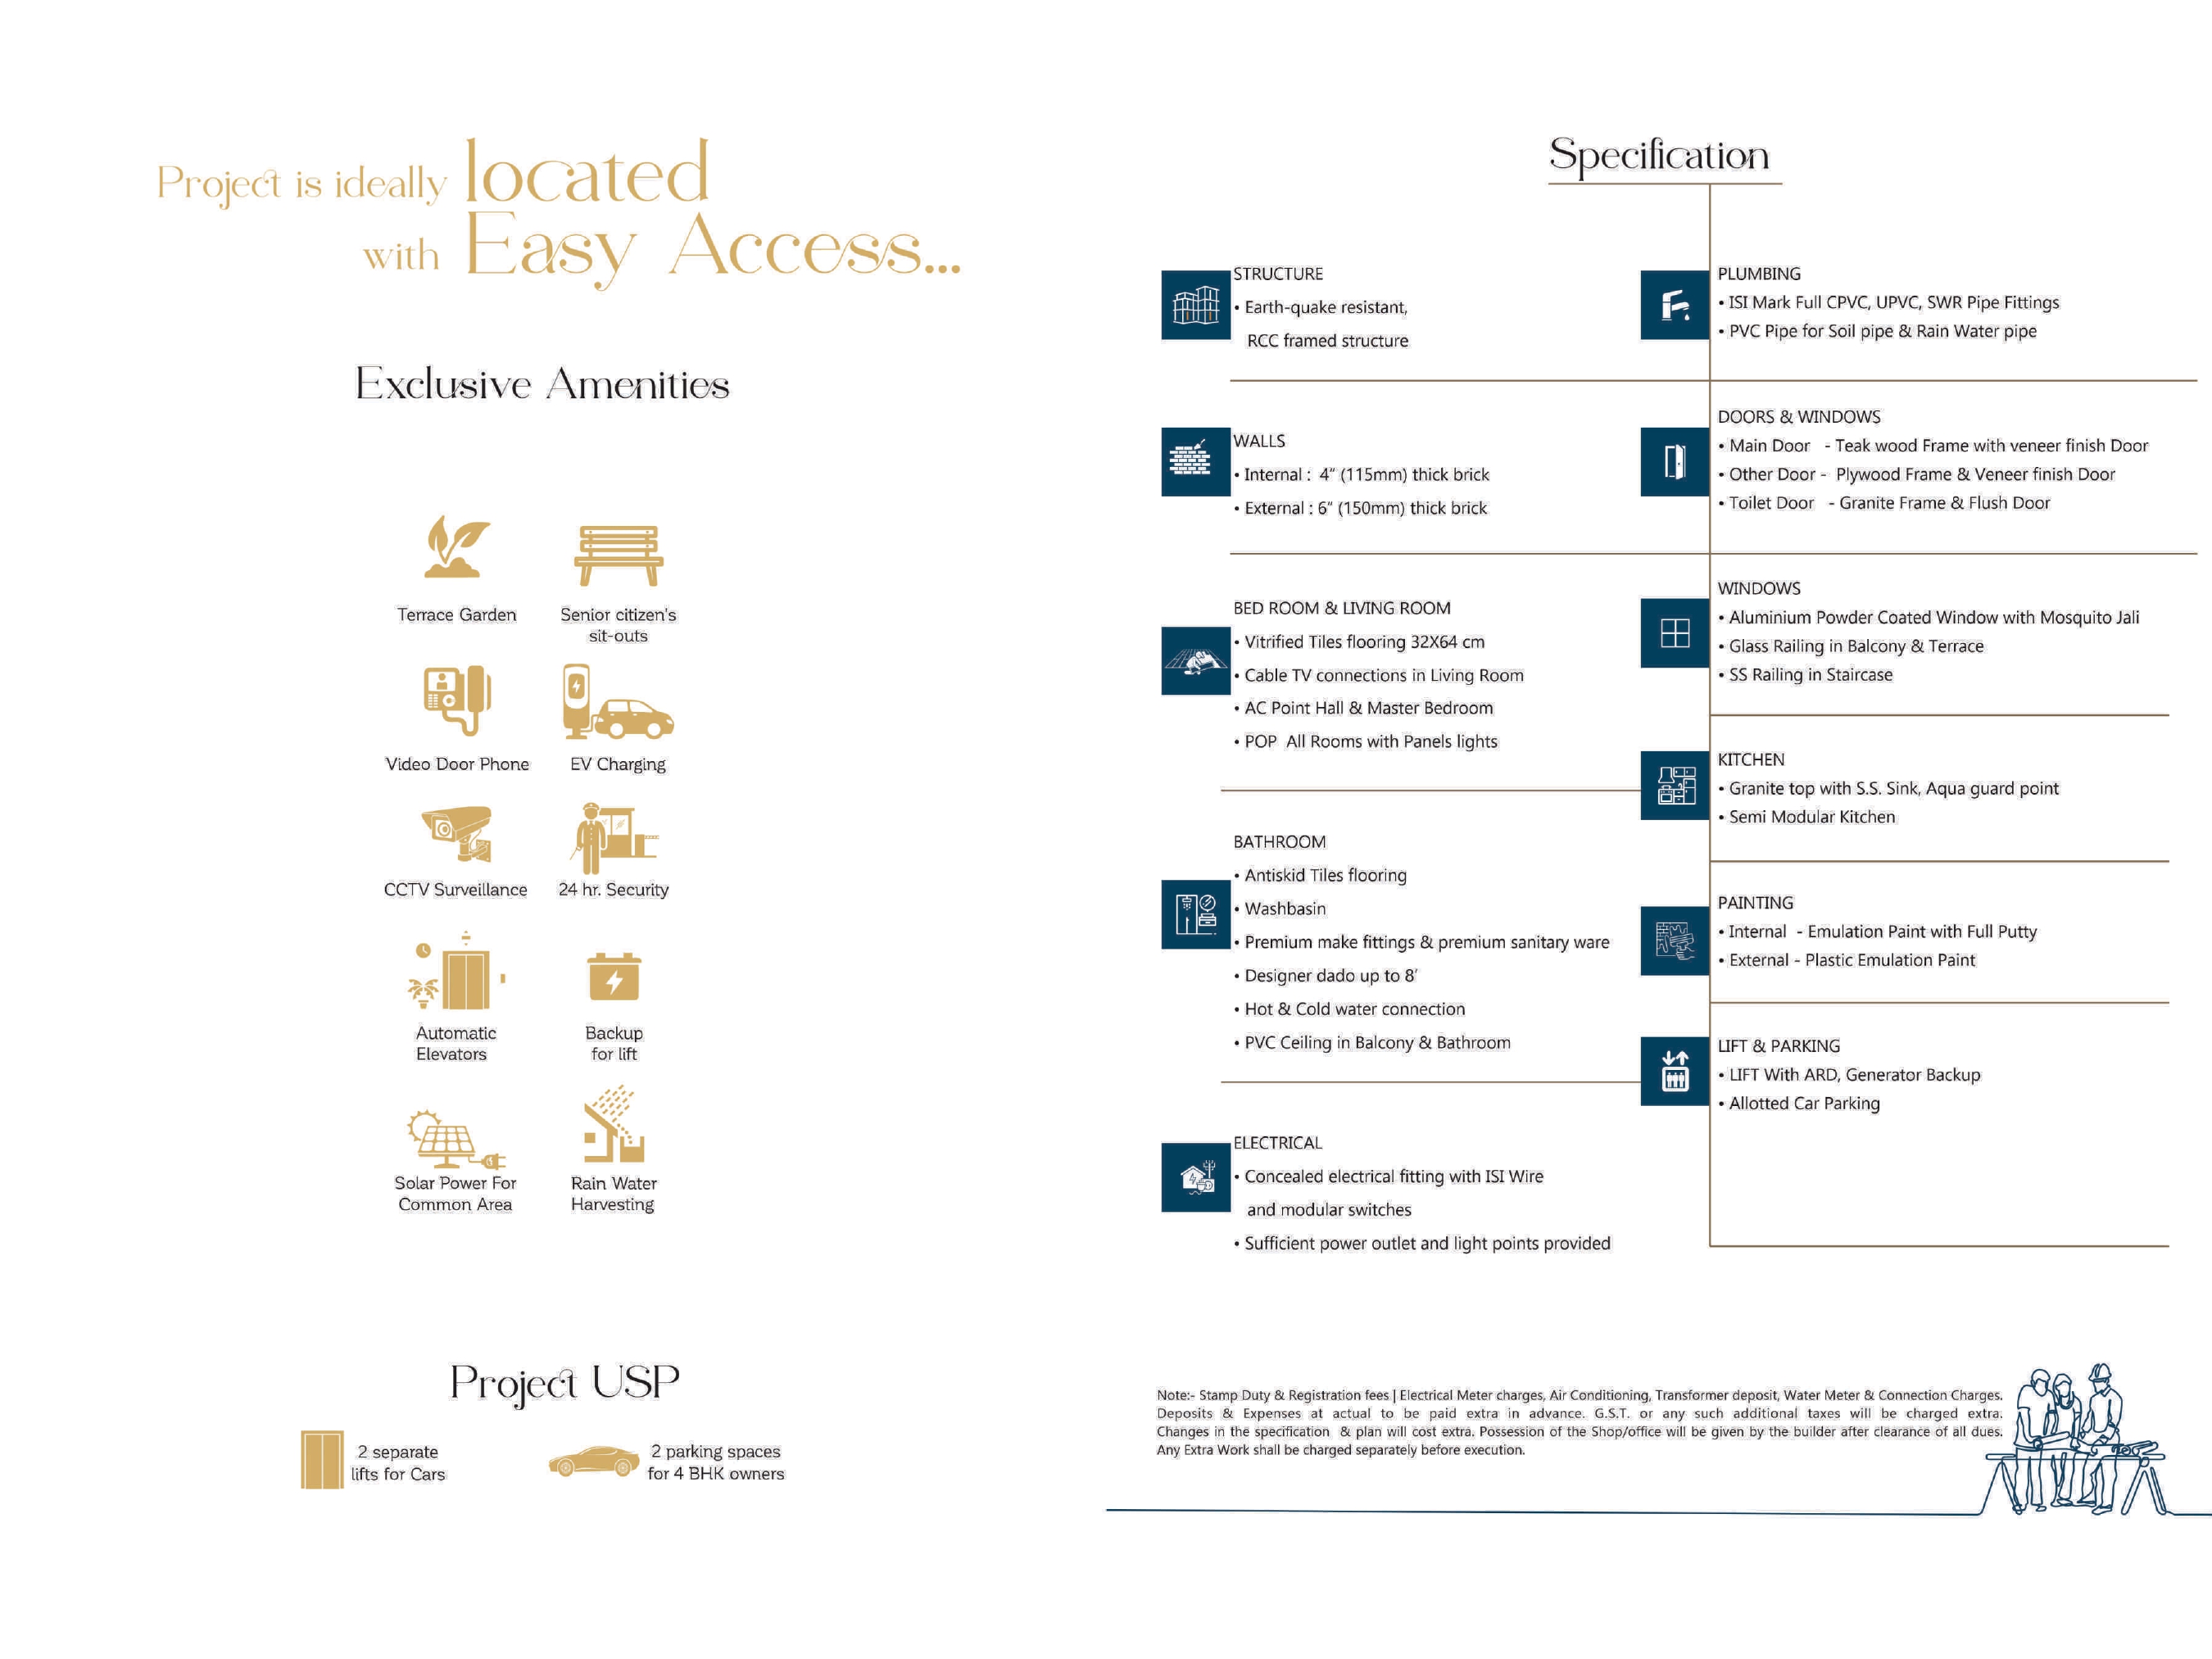 Project is ideally located
with Easy Access...
Exclusive Amenities
Terrace Garden
Senior citizen's
sit-outs
Video Door Phone
EV Charging
CCTV Surveillance
24 hr. Security
Automatic
Elevators
Backup
for lift
Solar Power For
Common Area
Rain Water
Harvesting
Project USP
2 separate
lifts for Cars
2 parking spaces
for 4 BHK owners
Specification
STRUCTURE
• Earth-quake resistant,
RCC framed structure
WALLS
• Internal : 4" (115mm) thick brick
• External : 6" (150mm) thick brick
BED ROOM & LIVING ROOM
• Vitrified Tiles flooring 32X64 cm
• Cable TV connections in Living Room
• AC Point Hall & Master Bedroom
• POP All Rooms with Panels lights
BATHROOM
• Antiskid Tiles flooring
• Washbasin
• Premium make fittings & premium sanitary ware
• Designer dado up to 8'
• Hot & Cold water connection
• PVC Ceiling in Balcony & Bathroom
ELECTRICAL
• Concealed electrical fitting with ISI Wire
and modular switches
• Sufficient power outlet and light points provided
PLUMBING
• ISI Mark Full CPVC, UPVC, SWR Pipe Fittings
• PVC Pipe for Soil pipe & Rain Water pipe
DOORS & WINDOWS
• Main Door - Teak wood Frame with veneer finish Door
• Other Door - Plywood Frame & Veneer finish Door
• Toilet Door - Granite Frame & Flush Door
WINDOWS
• Aluminium Powder Coated Window with Mosquito Jali
• Glass Railing in Balcony & Terrace
• SS Railing in Staircase
KITCHEN
• Granite top with S.S. Sink, Aqua guard point
• Semi Modular Kitchen
PAINTING
• Internal - Emulation Paint with Full Putty
• External - Plastic Emulation Paint
LIFT & PARKING
• LIFT With ARD, Generator Backup
• Allotted Car Parking
Note:- Stamp Duty & Registration fees | Electrical Meter charges, Air Conditioning, Transformer deposit, Water Meter & Connection Charges.
Deposits & Expenses at actual to be paid extra in advance. G.S.T. or any such additional taxes will be charged extra.
Changes in the specification & plan will cost extra. Possession of the Shop/office will be given by the builder after clearance of all dues.
Any Extra Work shall be charged separately before execution.